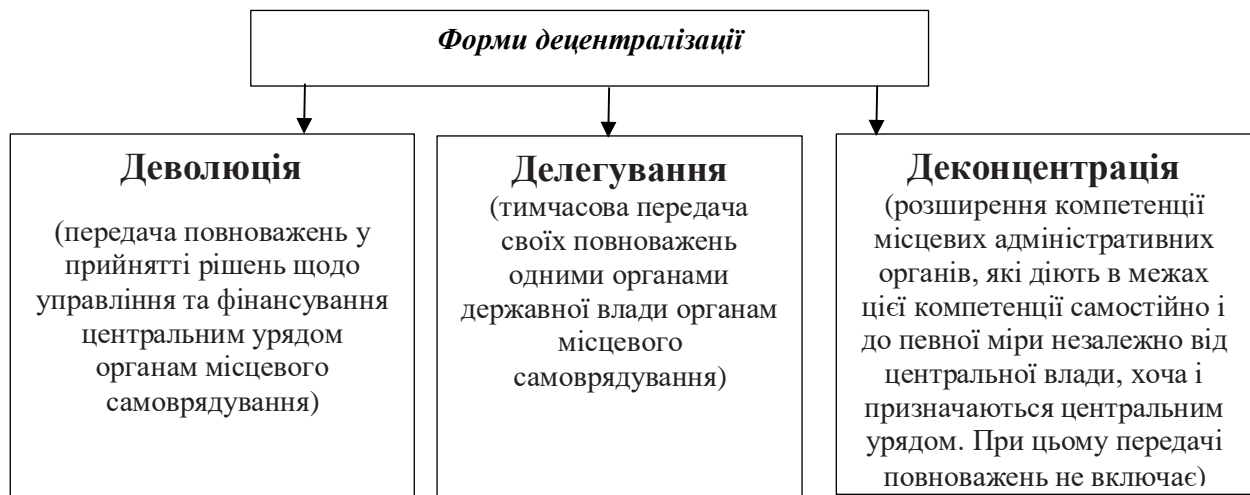 Форми децентралізації
Деволюція
(передача повноважень у
прийнятті рішень щодо
управління та фінансування
центральним урядом
органам місцевого
самоврядування)
Делегування
(тимчасова передача
своїх повноважень
одними органами
державної влади органам
місцевого
самоврядування)
Деконцентрація
(розширення компетенції
місцевих адміністративних
органів, які діють в межах
цієї компетенції самостійно і
до певної міри незалежно від
центральної влади, хоча і
призначаються центральним
урядом. При цьому передачі
повноважень не включає)